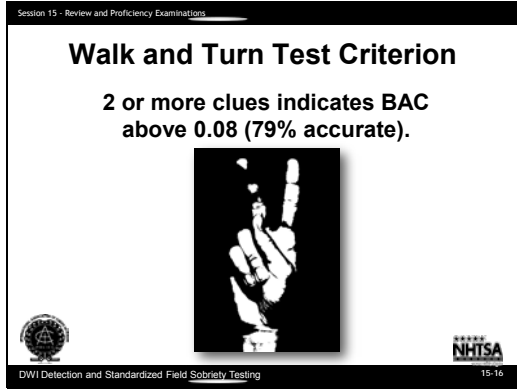 Session 15 - Review and Proficiency Examinations
Walk and Turn Test Criterion
2 or more clues indicates BAC
above 0.08 (79% accurate).
NHTSA
DWI Detection and Standardized Field Sobriety Testing
15-16